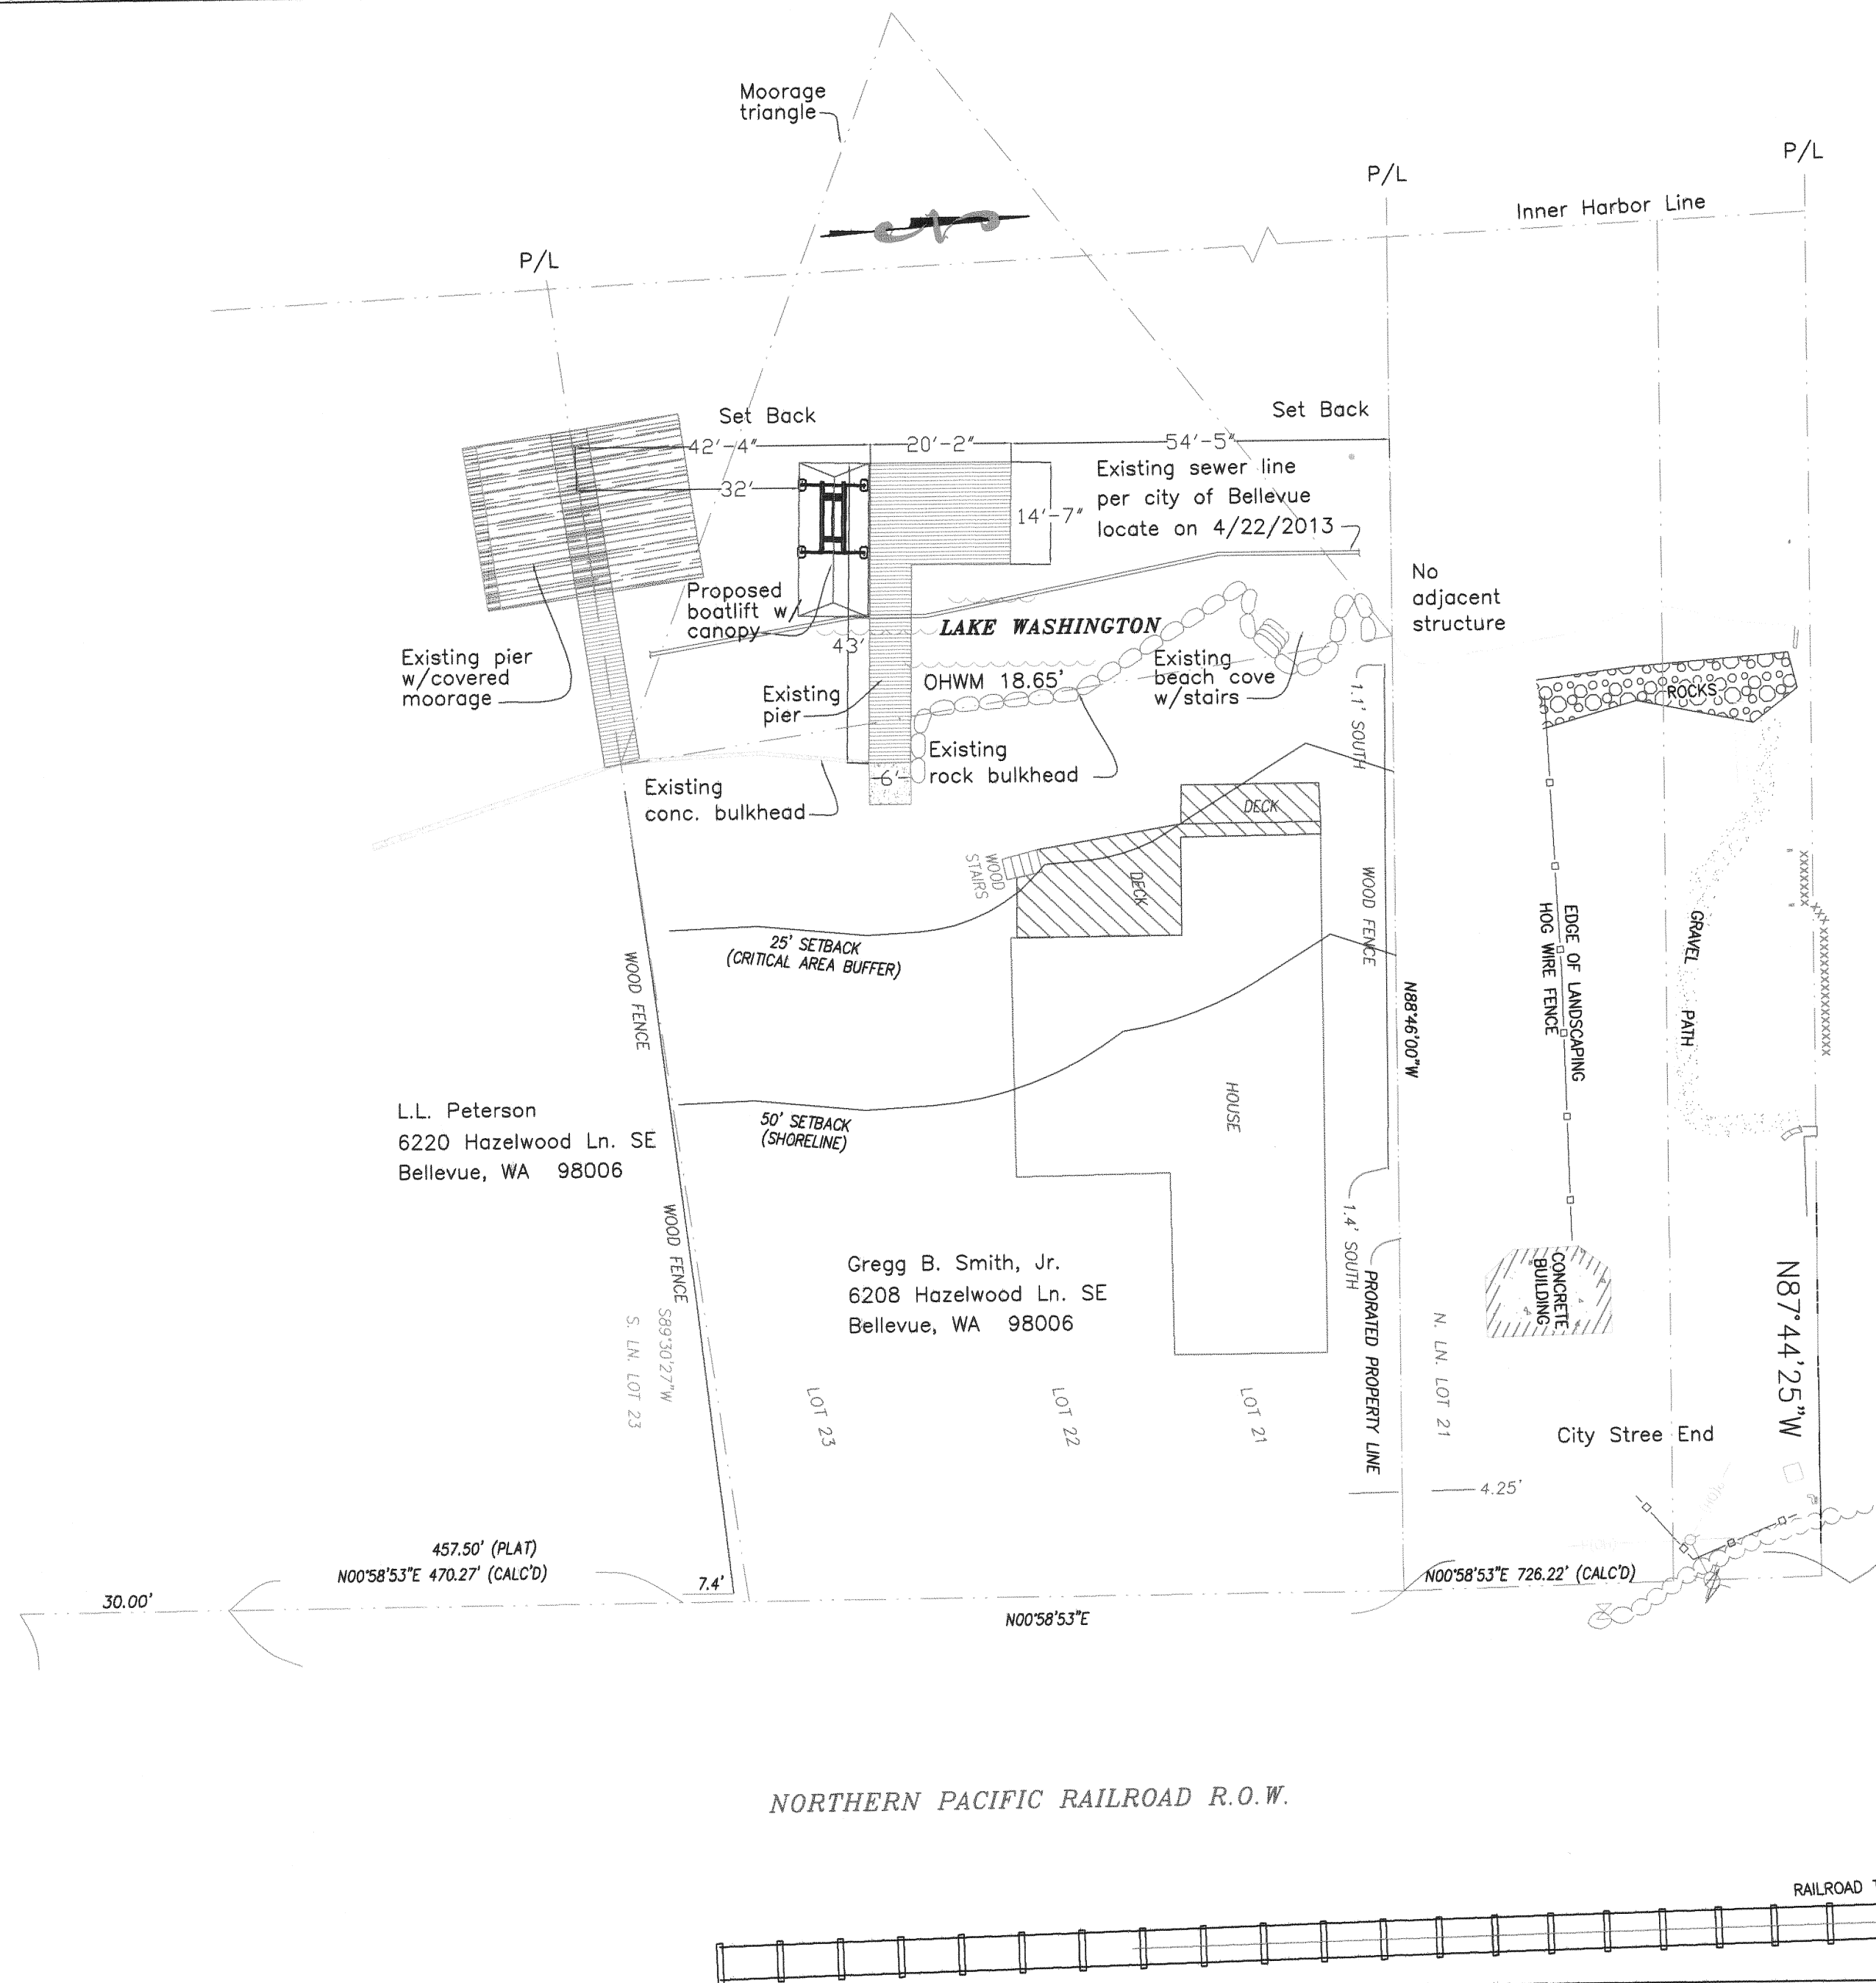 Moorage
triangle
P/L
P/L
P/L
Inner Harbor Line
Set Back
Set Back
42'-4"
20'-2"
54'-5"
32'
14'-7"
Existing sewer line
per city of Bellevue
locate on 4/22/2013
Proposed
boatlift w/
canopy
43'
LAKE WASHINGTON
No
adjacent
structure
Existing pier
w/covered
moorage
Existing
pier
OHWM 18.65'
Existing
beach cove
w/stairs
1.1' SOUTH
ROCKS
Existing
conc. bulkhead
6'
Existing
rock bulkhead
DECK
WOOD
STAIRS
DECK
WOOD FENCE
25' SETBACK
(CRITICAL AREA BUFFER)
WOOD FENCE
N88°46'00"W
EDGE OF LANDSCAPING
HOG WIRE FENCE
GRAVEL PATH
XXXXXX
XXXXXXXXXXXXXXXXX
50' SETBACK
(SHORELINE)
HOUSE
L.L. Peterson
6220 Hazelwood Ln. SE
Bellevue, WA 98006
WOOD FENCE
S89°30'27"W
S. LN. LOT 23
Gregg B. Smith, Jr.
6208 Hazelwood Ln. SE
Bellevue, WA 98006
1.4' SOUTH
PRORATED PROPERTY LINE
N. LN. LOT 21
CONCRETE
BUILDING
N87°44'25"W
LOT 23
LOT 22
LOT 21
City Stree End
4.25'
457.50' (PLAT)
N00°58'53"E 470.27' (CALC'D)
7.4'
30.00'
N00°58'53"E
N00°58'53"E 726.22' (CALC'D)
NORTHERN PACIFIC RAILROAD R.O.W.
RAILROAD